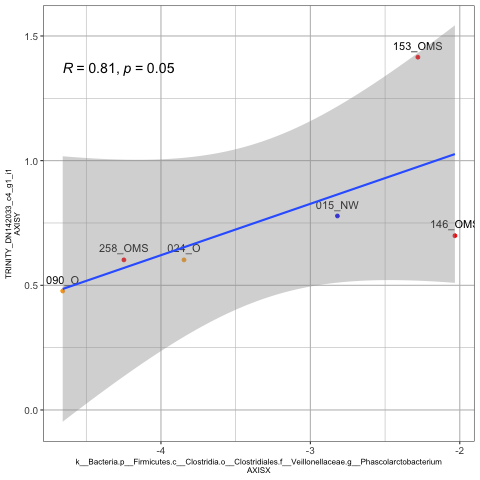 R = 0.81, p = 0.05
153_OMS
015_NW
146_OMS
258_OMS
024_O
090_O
1.5
1.0
0.5
0.0
-4
-3
-2
TRINITY_DN142033_c4_g1_i1
AXISY
k__Bacteria.p__Firmicutes.c__Clostridia.o__Clostridiales.f__Veillonellaceae.g__Phascolarctobacterium
AXISX